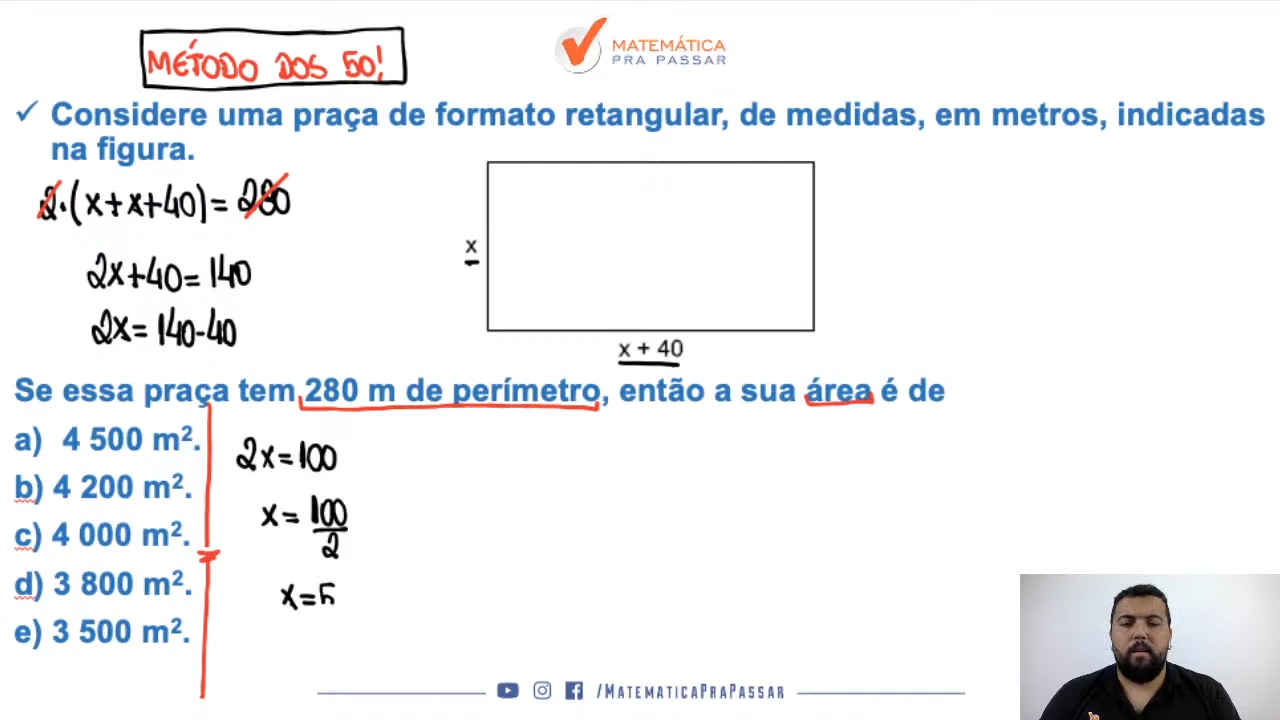 MÉTODO DOS 50!
MATEMÁTICA
PRA PASSAR
✓ Considere uma praça de formato retangular, de medidas, em metros, indicadas
na figura.
2·(x+x+40)=280
2x+40=140
2x=140-40
x
x + 40
Se essa praça tem 280 m de perímetro, então a sua área é de
a) 4 500 m².
b) 4 200 m².
c) 4 000 m².
d) 3 800 m².
e) 3 500 m².
2x=100
x=100/2
x=5
/MATEMATICAPRAPASSAR